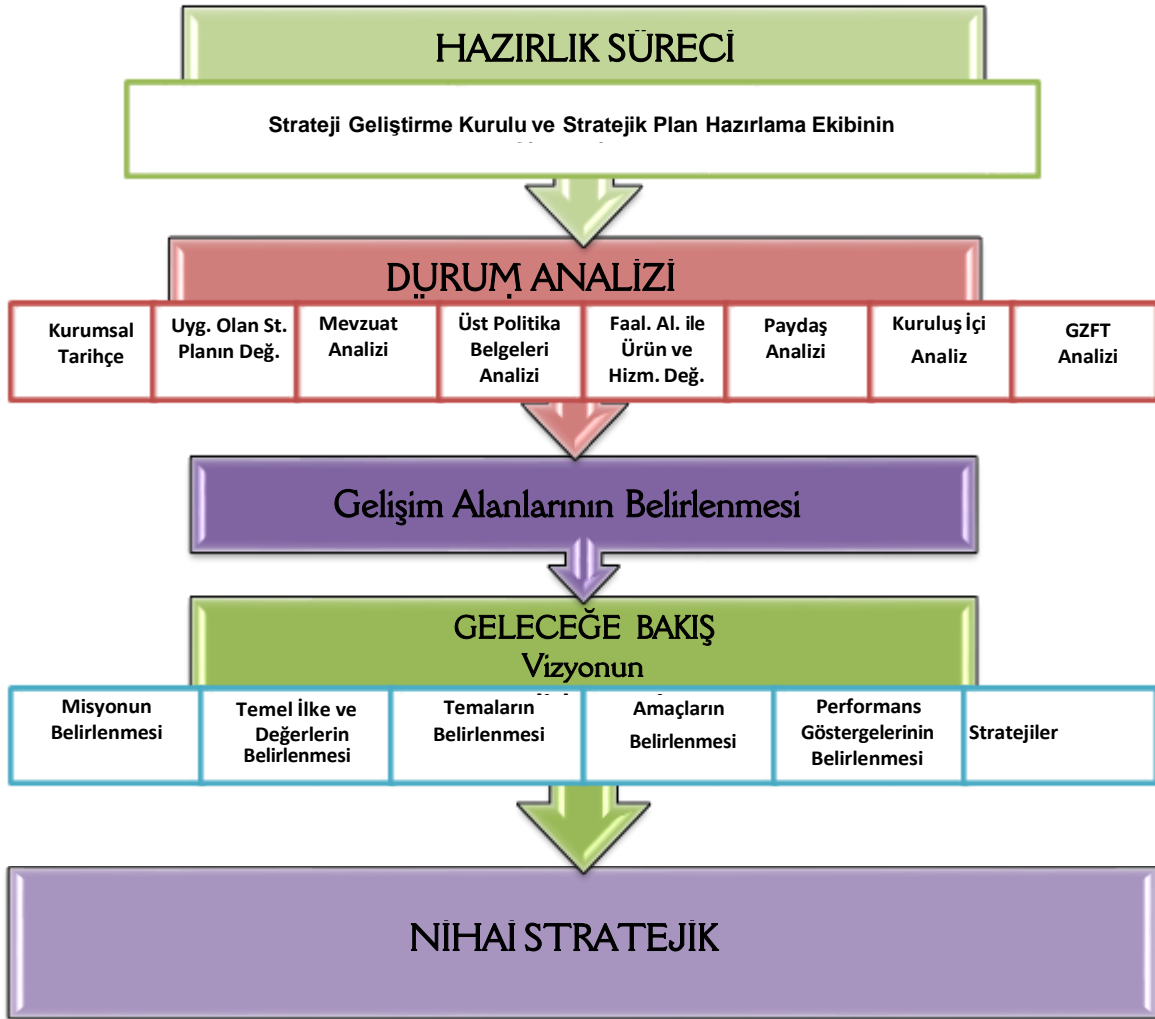 HAZIRLIK SÜRECİ
Strateji Geliştirme Kurulu ve Stratejik Plan Hazırlama Ekibinin
DURUM ANALİZİ
Kurumsal
Tarihçe
Uyg. Olan St.
Planın Değ.
Mevzuat
Analizi
Üst Politika
Belgeleri
Analizi
Faal. Al. ile
Ürün ve
Hizm. Değ.
Paydaş
Analizi
Kuruluş İçi
Analiz
GZFT
Analizi
Gelişim Alanlarının Belirlenmesi
GELECEĞE BAKIŞ
Vizyonun
Misyonun
Belirlenmesi
Temel İlke ve
Değerlerin
Belirlenmesi
Temaların
Belirlenmesi
Amaçların
Belirlenmesi
Performans
Göstergelerinin
Belirlenmesi
Stratejiler
NİHAİ STRATEJİK